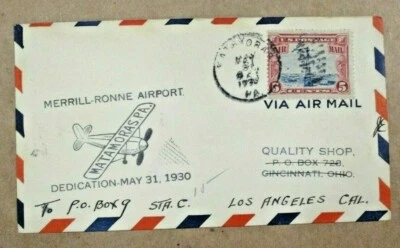 MATAMORAS
PA.
U.S. POSTAGE
AIR MAIL
5 5
VIA AIR MAIL
MERRILL-RONNE AIRPORT
MATAMORAS PA.
DEDICATION-MAY 31, 1930
QUALITY SHOP,
P. O. BOX 728,
CINCINNATI, OHIO.
To P.O. BOX 9 STA. C. LOS ANGELES CAL.